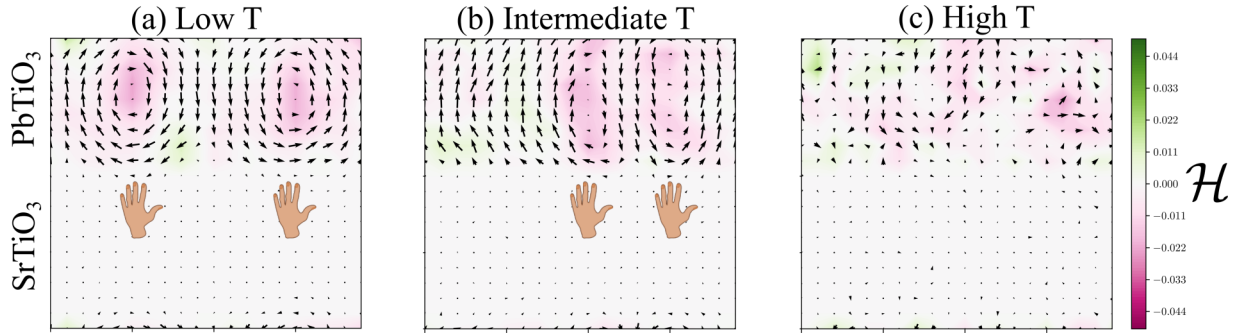 (a) Low T
(b) Intermediate T
(c) High T
PbTiO₃
SrTiO₃
0.044
0.033
0.022
0.011
0.000
−0.011
−0.022
−0.033
−0.044
ℋ